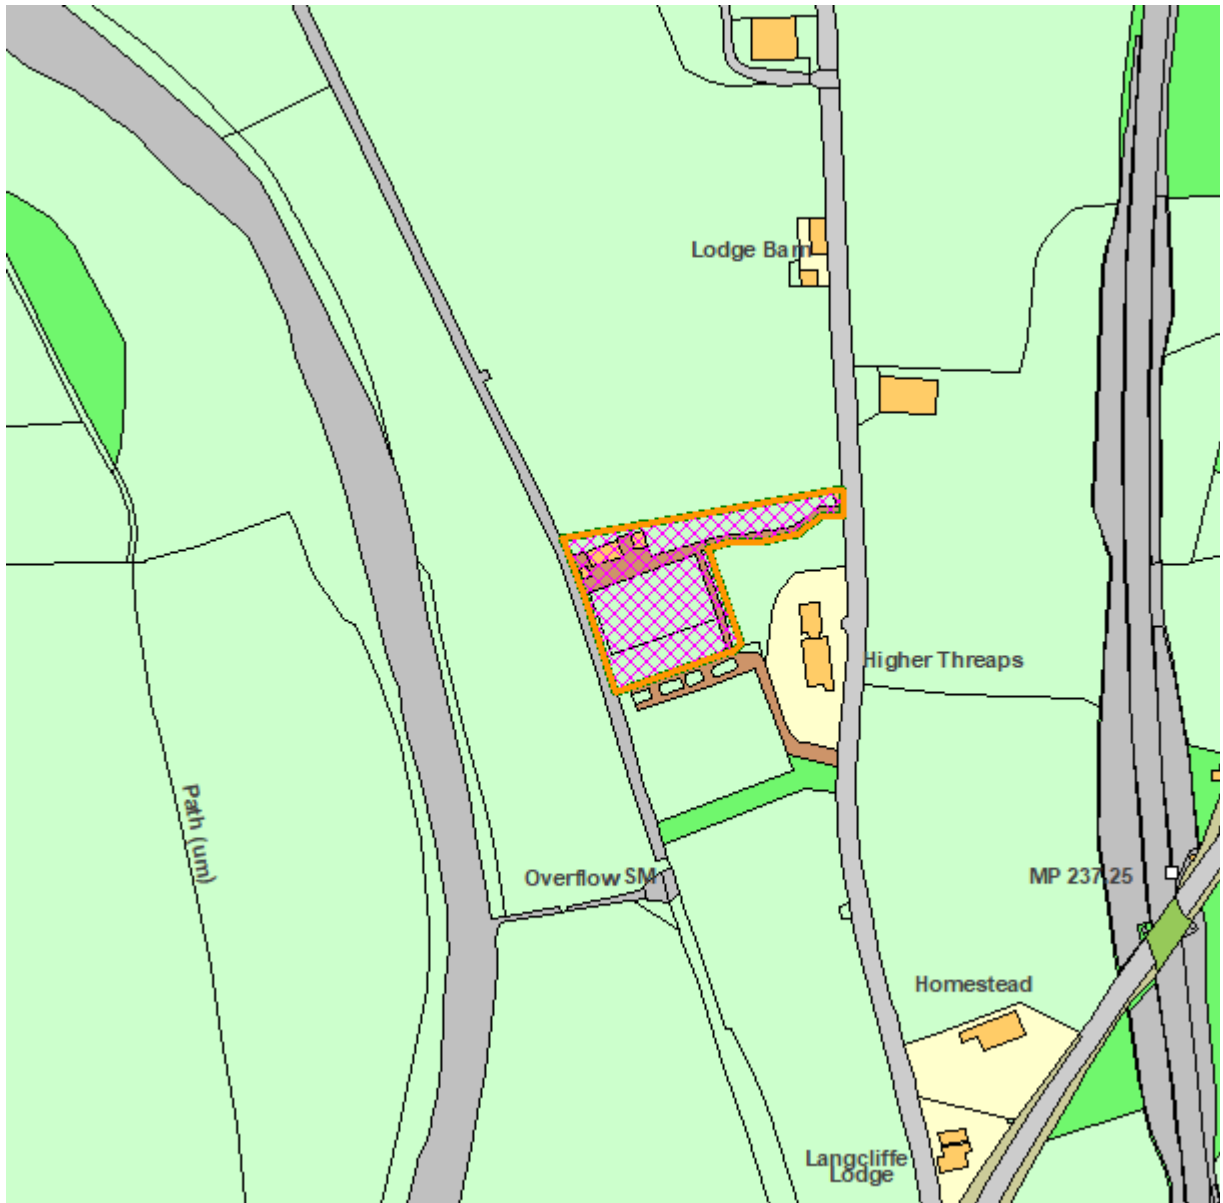 Lodge Barn
Higher Threaps
Path (um)
Overflow SM
MP 237.25
Homestead
Langcliffe
Lodge